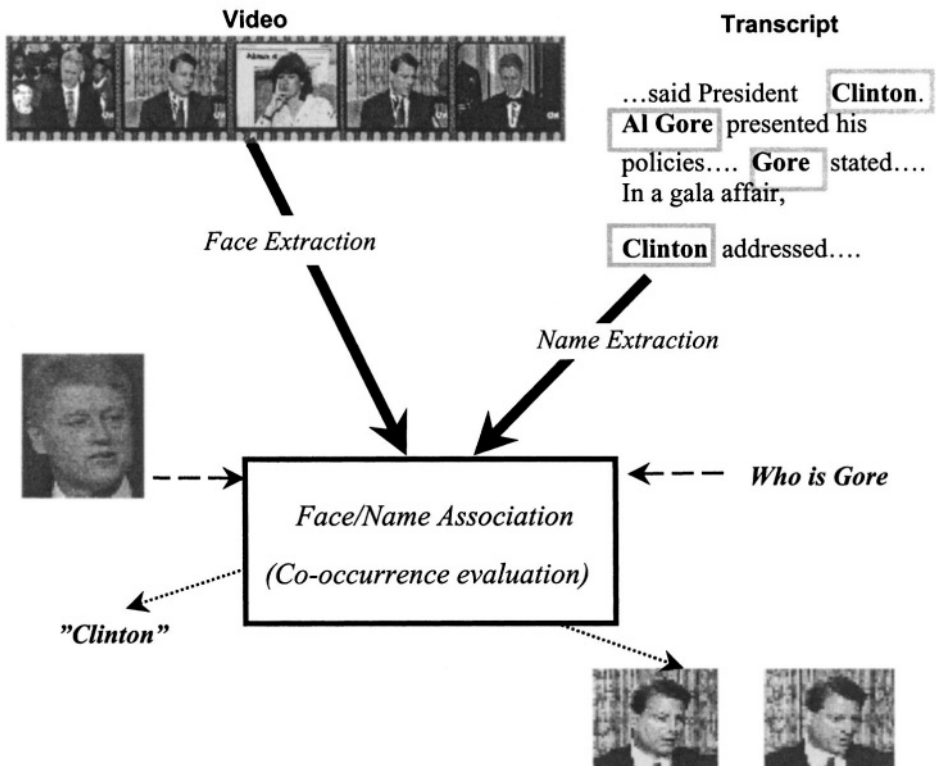 Video
Transcript
…said President Clinton.
Al Gore presented his
policies…. Gore stated….
In a gala affair,
Clinton addressed….
Face Extraction
Name Extraction
Who is Gore
Face/Name Association
(Co-occurrence evaluation)
”Clinton”